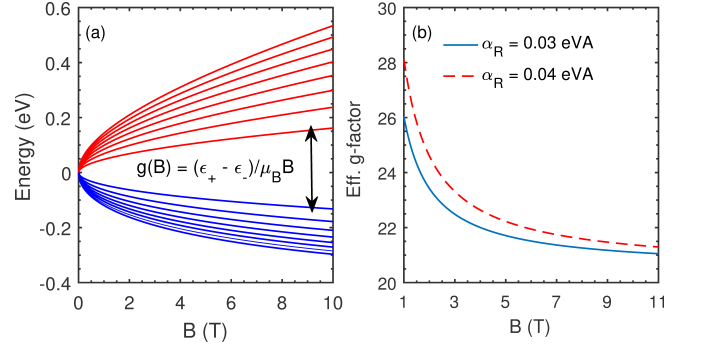 (a)
0.6
0.4
0.2
0
-0.2
-0.4
Energy (eV)
g(B) = (ϵ₊ - ϵ₋)/μ_B B
0 2 4 6 8 10
B (T)
(b)
α_R = 0.03 eVA
α_R = 0.04 eVA
30
28
26
24
22
20
Eff. g-factor
1 3 5 7 9 11
B (T)